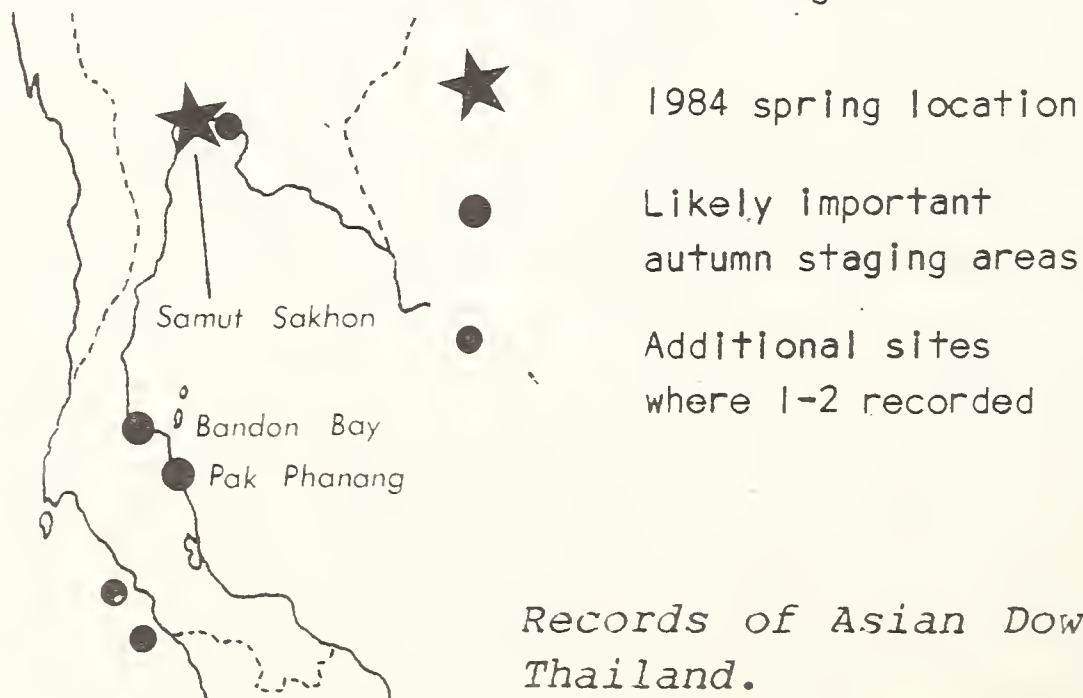 1984 spring location
Likely important
autumn staging areas
Additional sites
where 1-2 recorded
Samut Sakhon
Bandon Bay
Pak Phanang
Records of Asian Dow
Thailand.